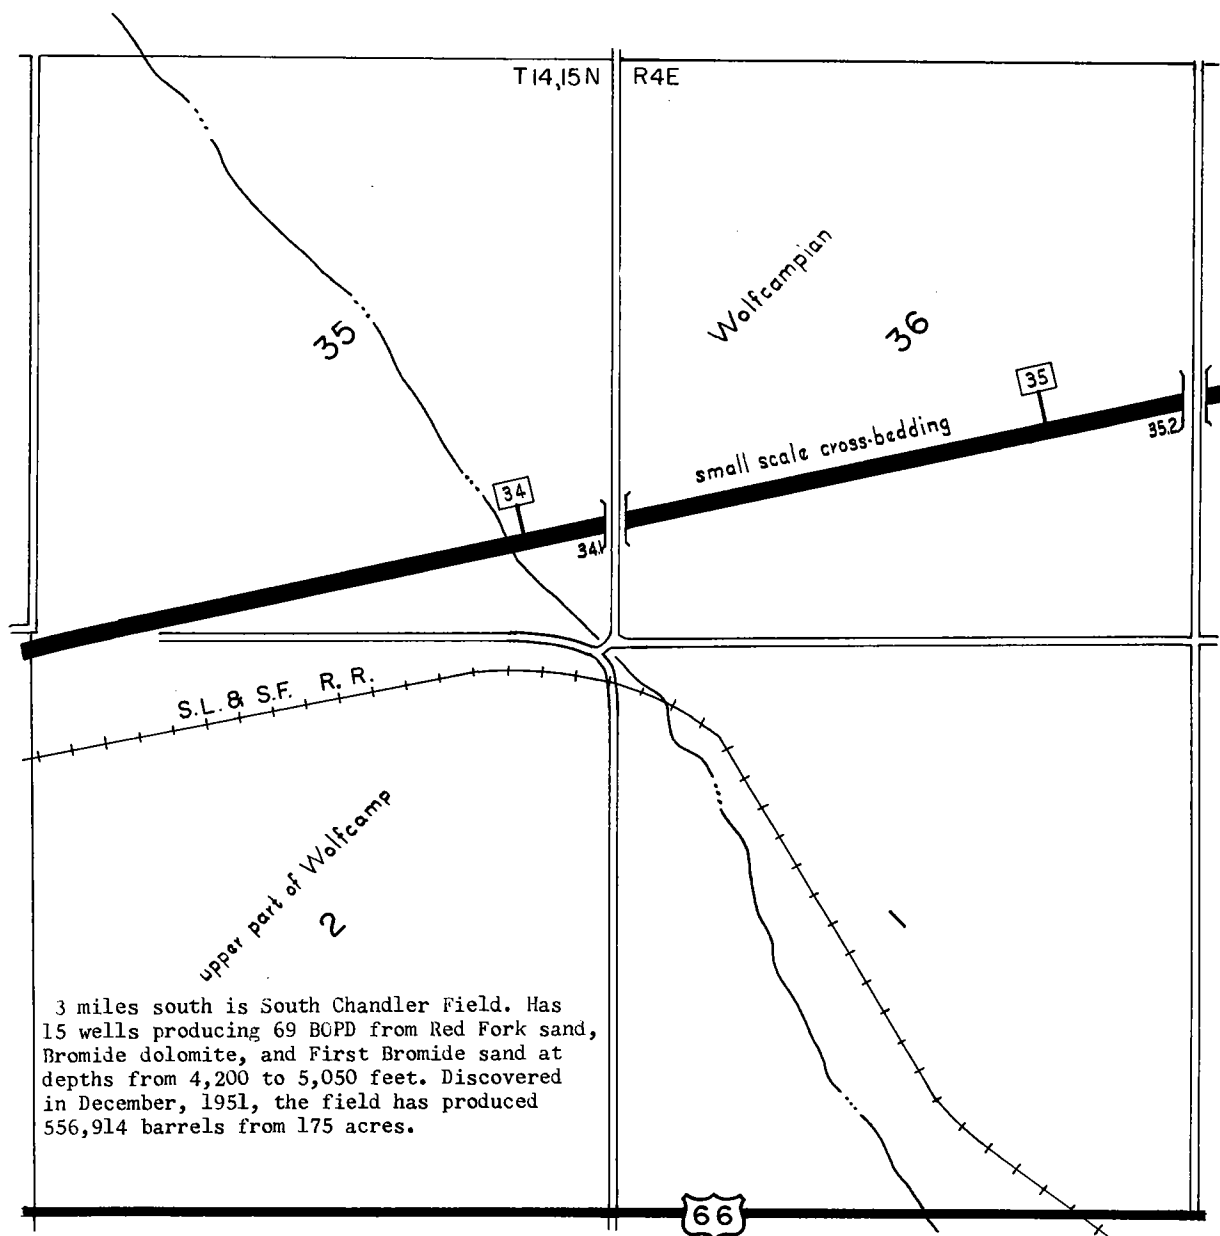 T14,15N R4E
Wolfcampian
36
35
35
small scale cross-bedding
35.2
34
34.1
S.L. & S.F. R.R.
upper part of Wolfcamp
2
1
3 miles south is South Chandler Field. Has
15 wells producing 69 BOPD from Red Fork sand,
Bromide dolomite, and First Bromide sand at
depths from 4,200 to 5,050 feet. Discovered
in December, 1951, the field has produced
556,914 barrels from 175 acres.
66